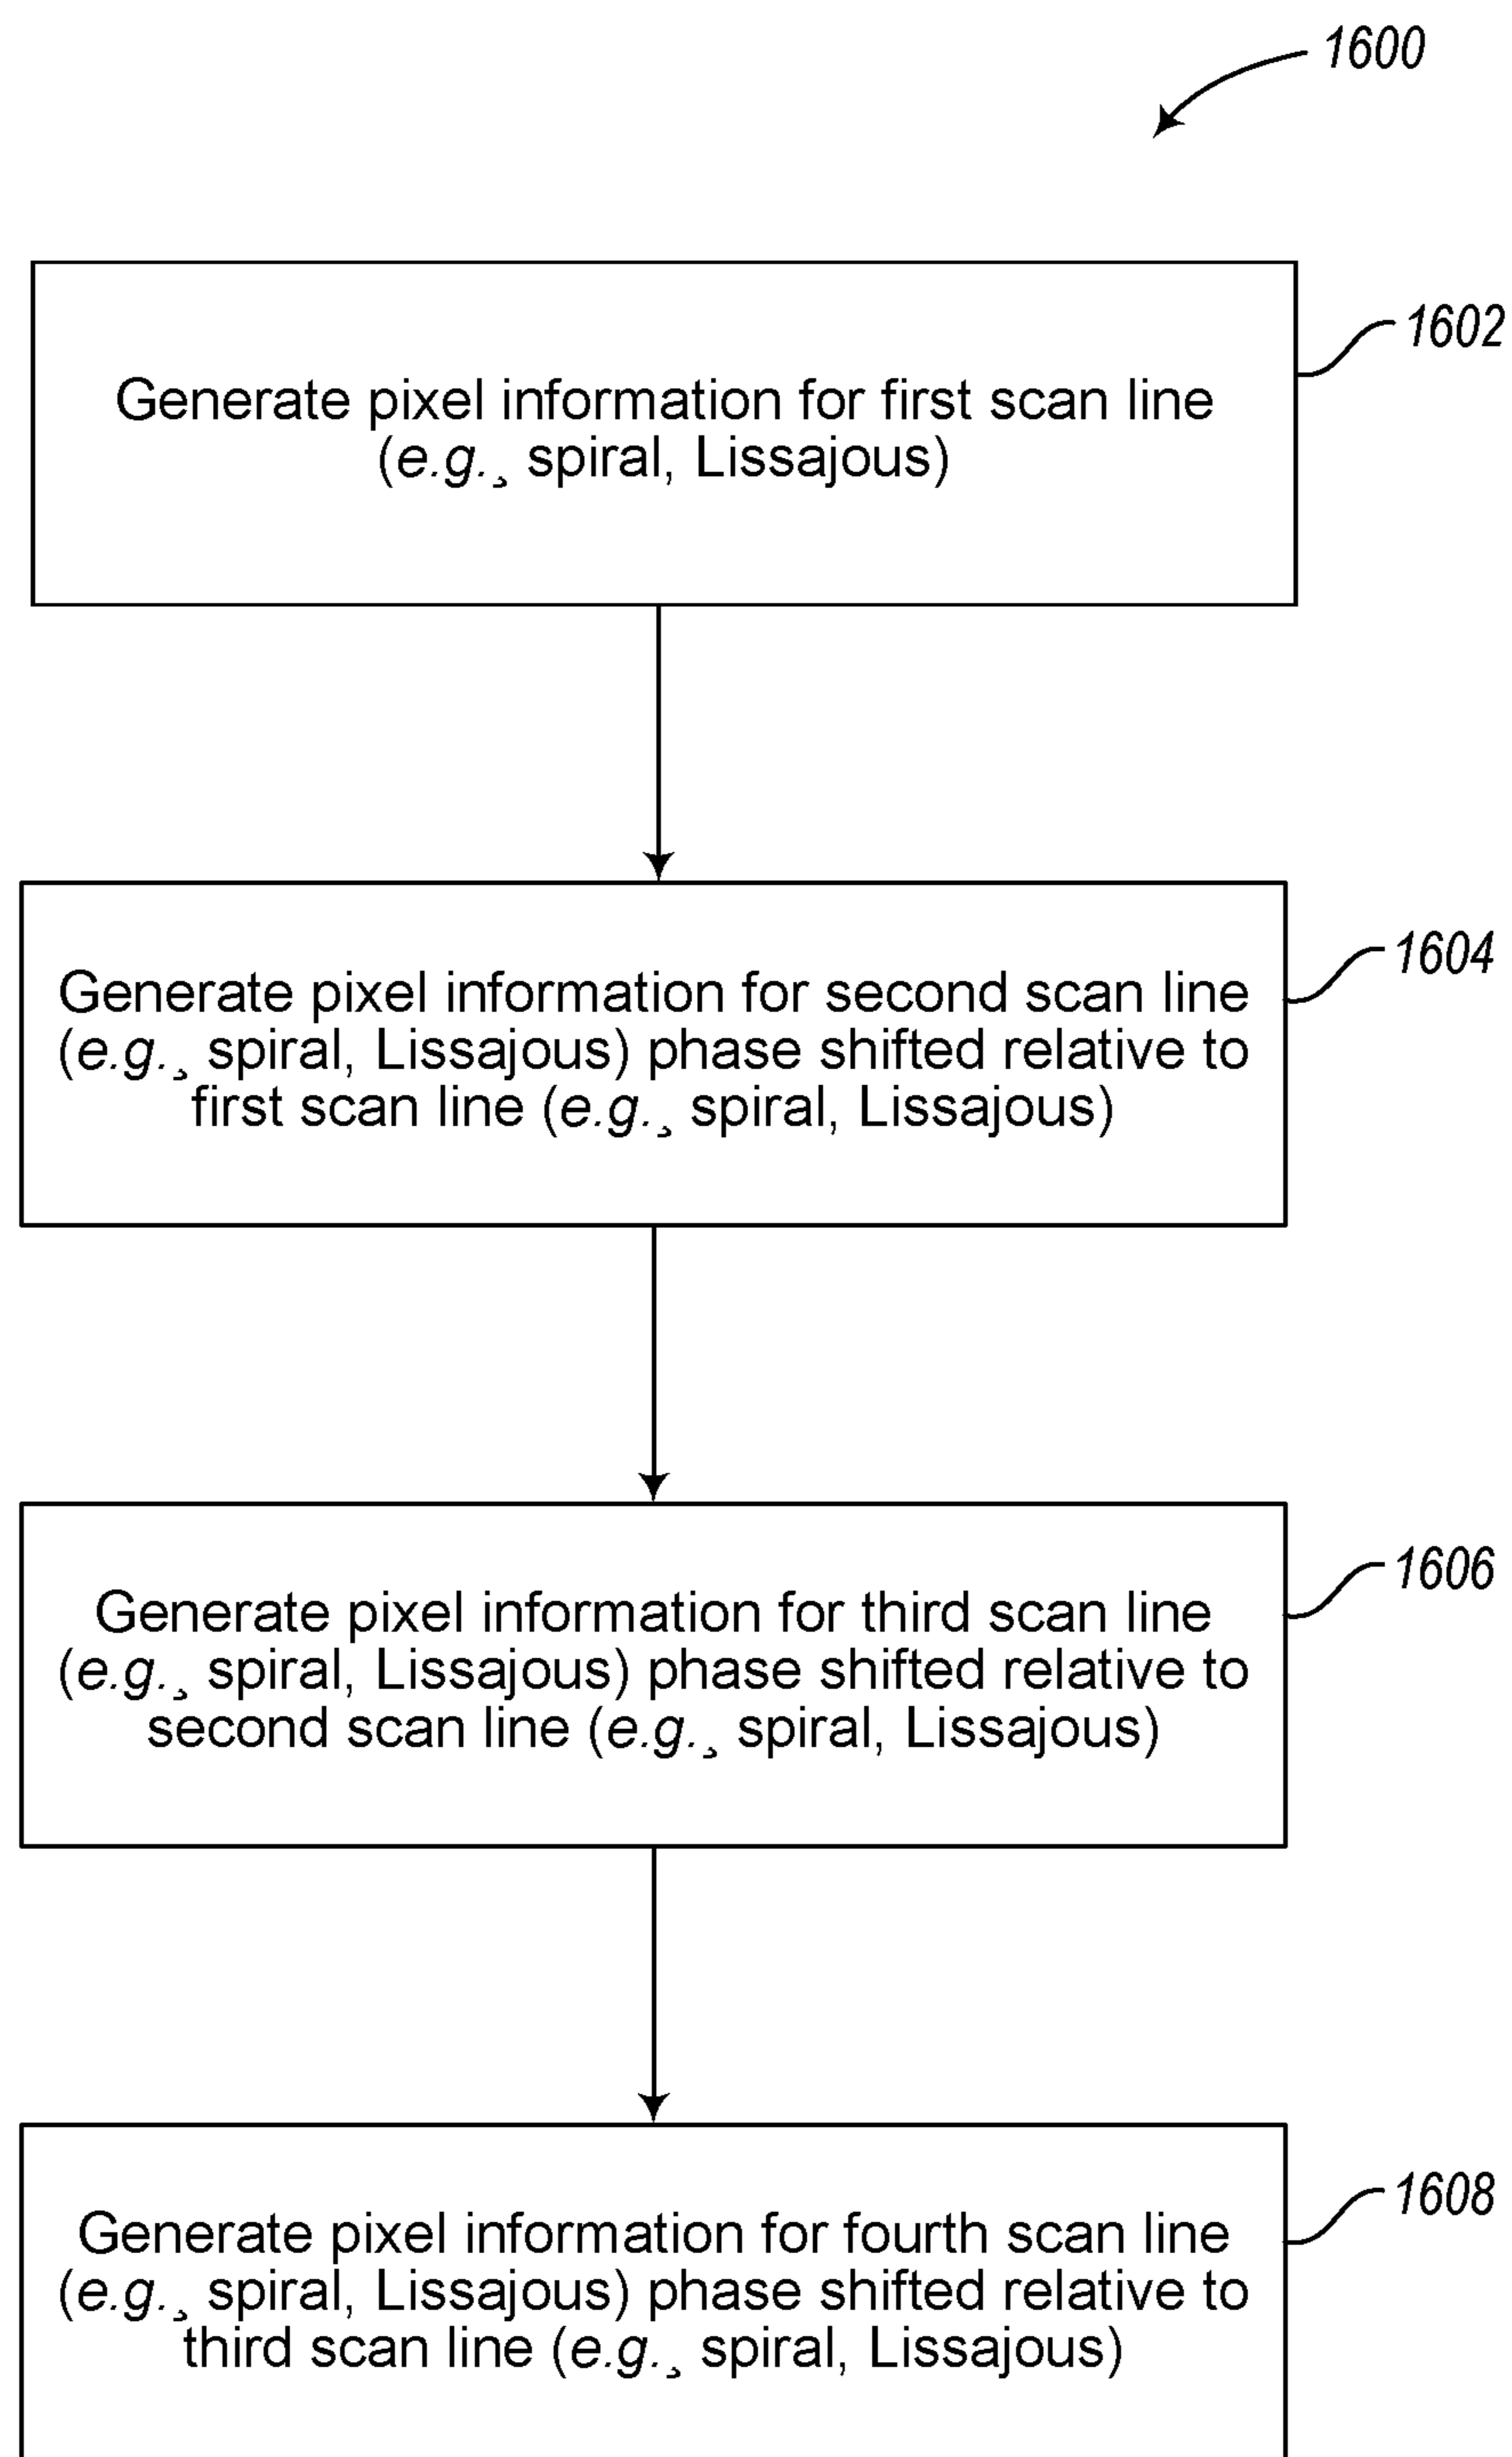 1600
1602
Generate pixel information for first scan line
(e.g.¸ spiral, Lissajous)
1604
Generate pixel information for second scan line
(e.g.¸ spiral, Lissajous) phase shifted relative to
first scan line (e.g.¸ spiral, Lissajous)
1606
Generate pixel information for third scan line
(e.g.¸ spiral, Lissajous) phase shifted relative to
second scan line (e.g.¸ spiral, Lissajous)
1608
Generate pixel information for fourth scan line
(e.g.¸ spiral, Lissajous) phase shifted relative to
third scan line (e.g.¸ spiral, Lissajous)